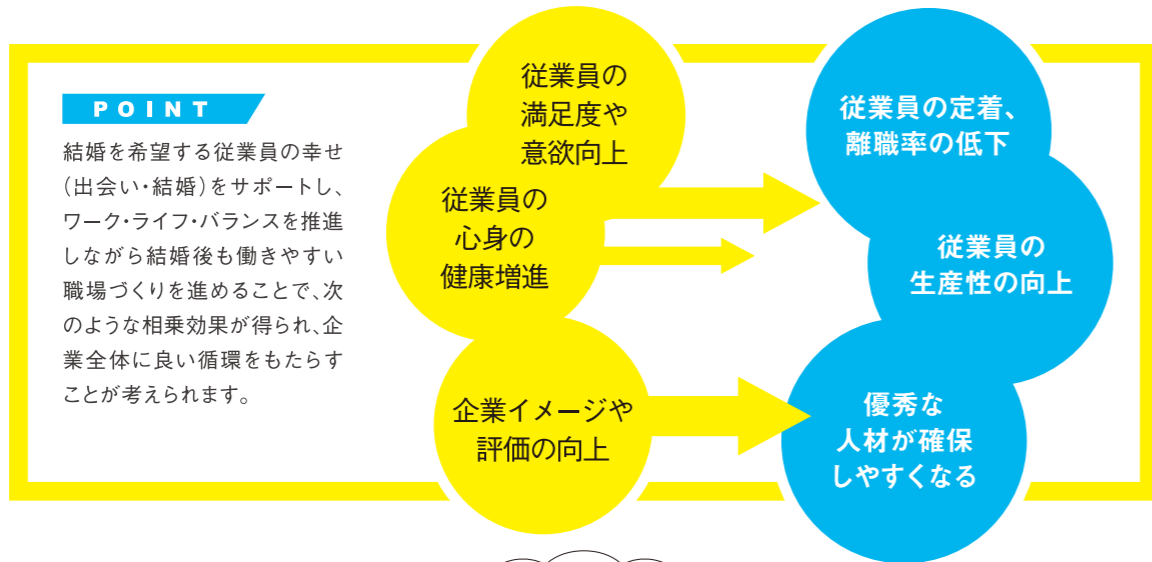 POINT
結婚を希望する従業員の幸せ
(出会い・結婚)をサポートし、
ワーク・ライフ・バランスを推進
しながら結婚後も働きやすい
職場づくりを進めることで、次
のような相乗効果が得られ、企
業全体に良い循環をもたらす
ことが考えられます。
従業員の
満足度や
意欲向上
従業員の
心身の
健康増進
企業イメージや
評価の向上
従業員の定着、
離職率の低下
従業員の
生産性の向上
優秀な
人材が確保
しやすくなる